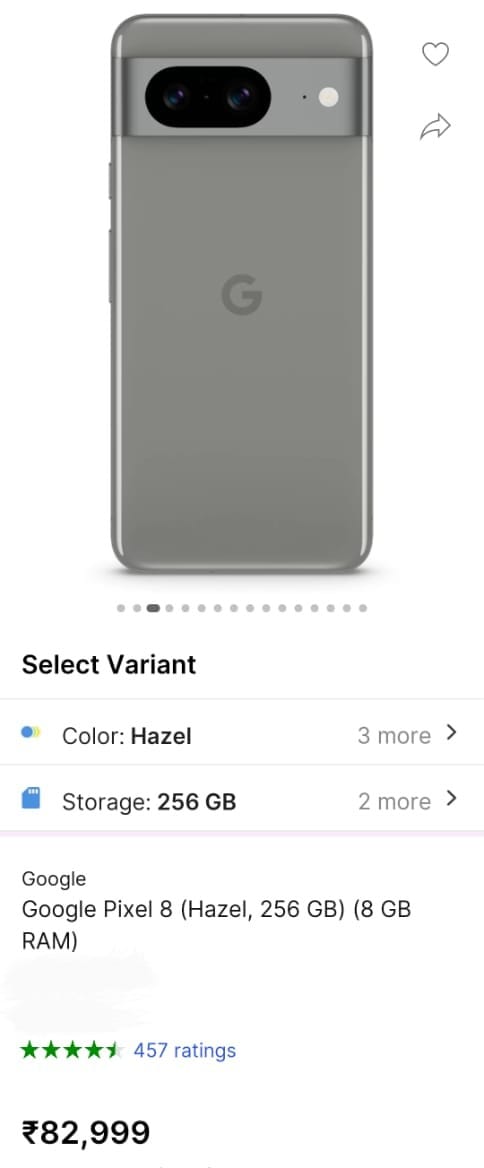 G
Select Variant
Color: Hazel 3 more
Storage: 256 GB 2 more
Google
Google Pixel 8 (Hazel, 256 GB) (8 GB
RAM)
457 ratings
₹82,999